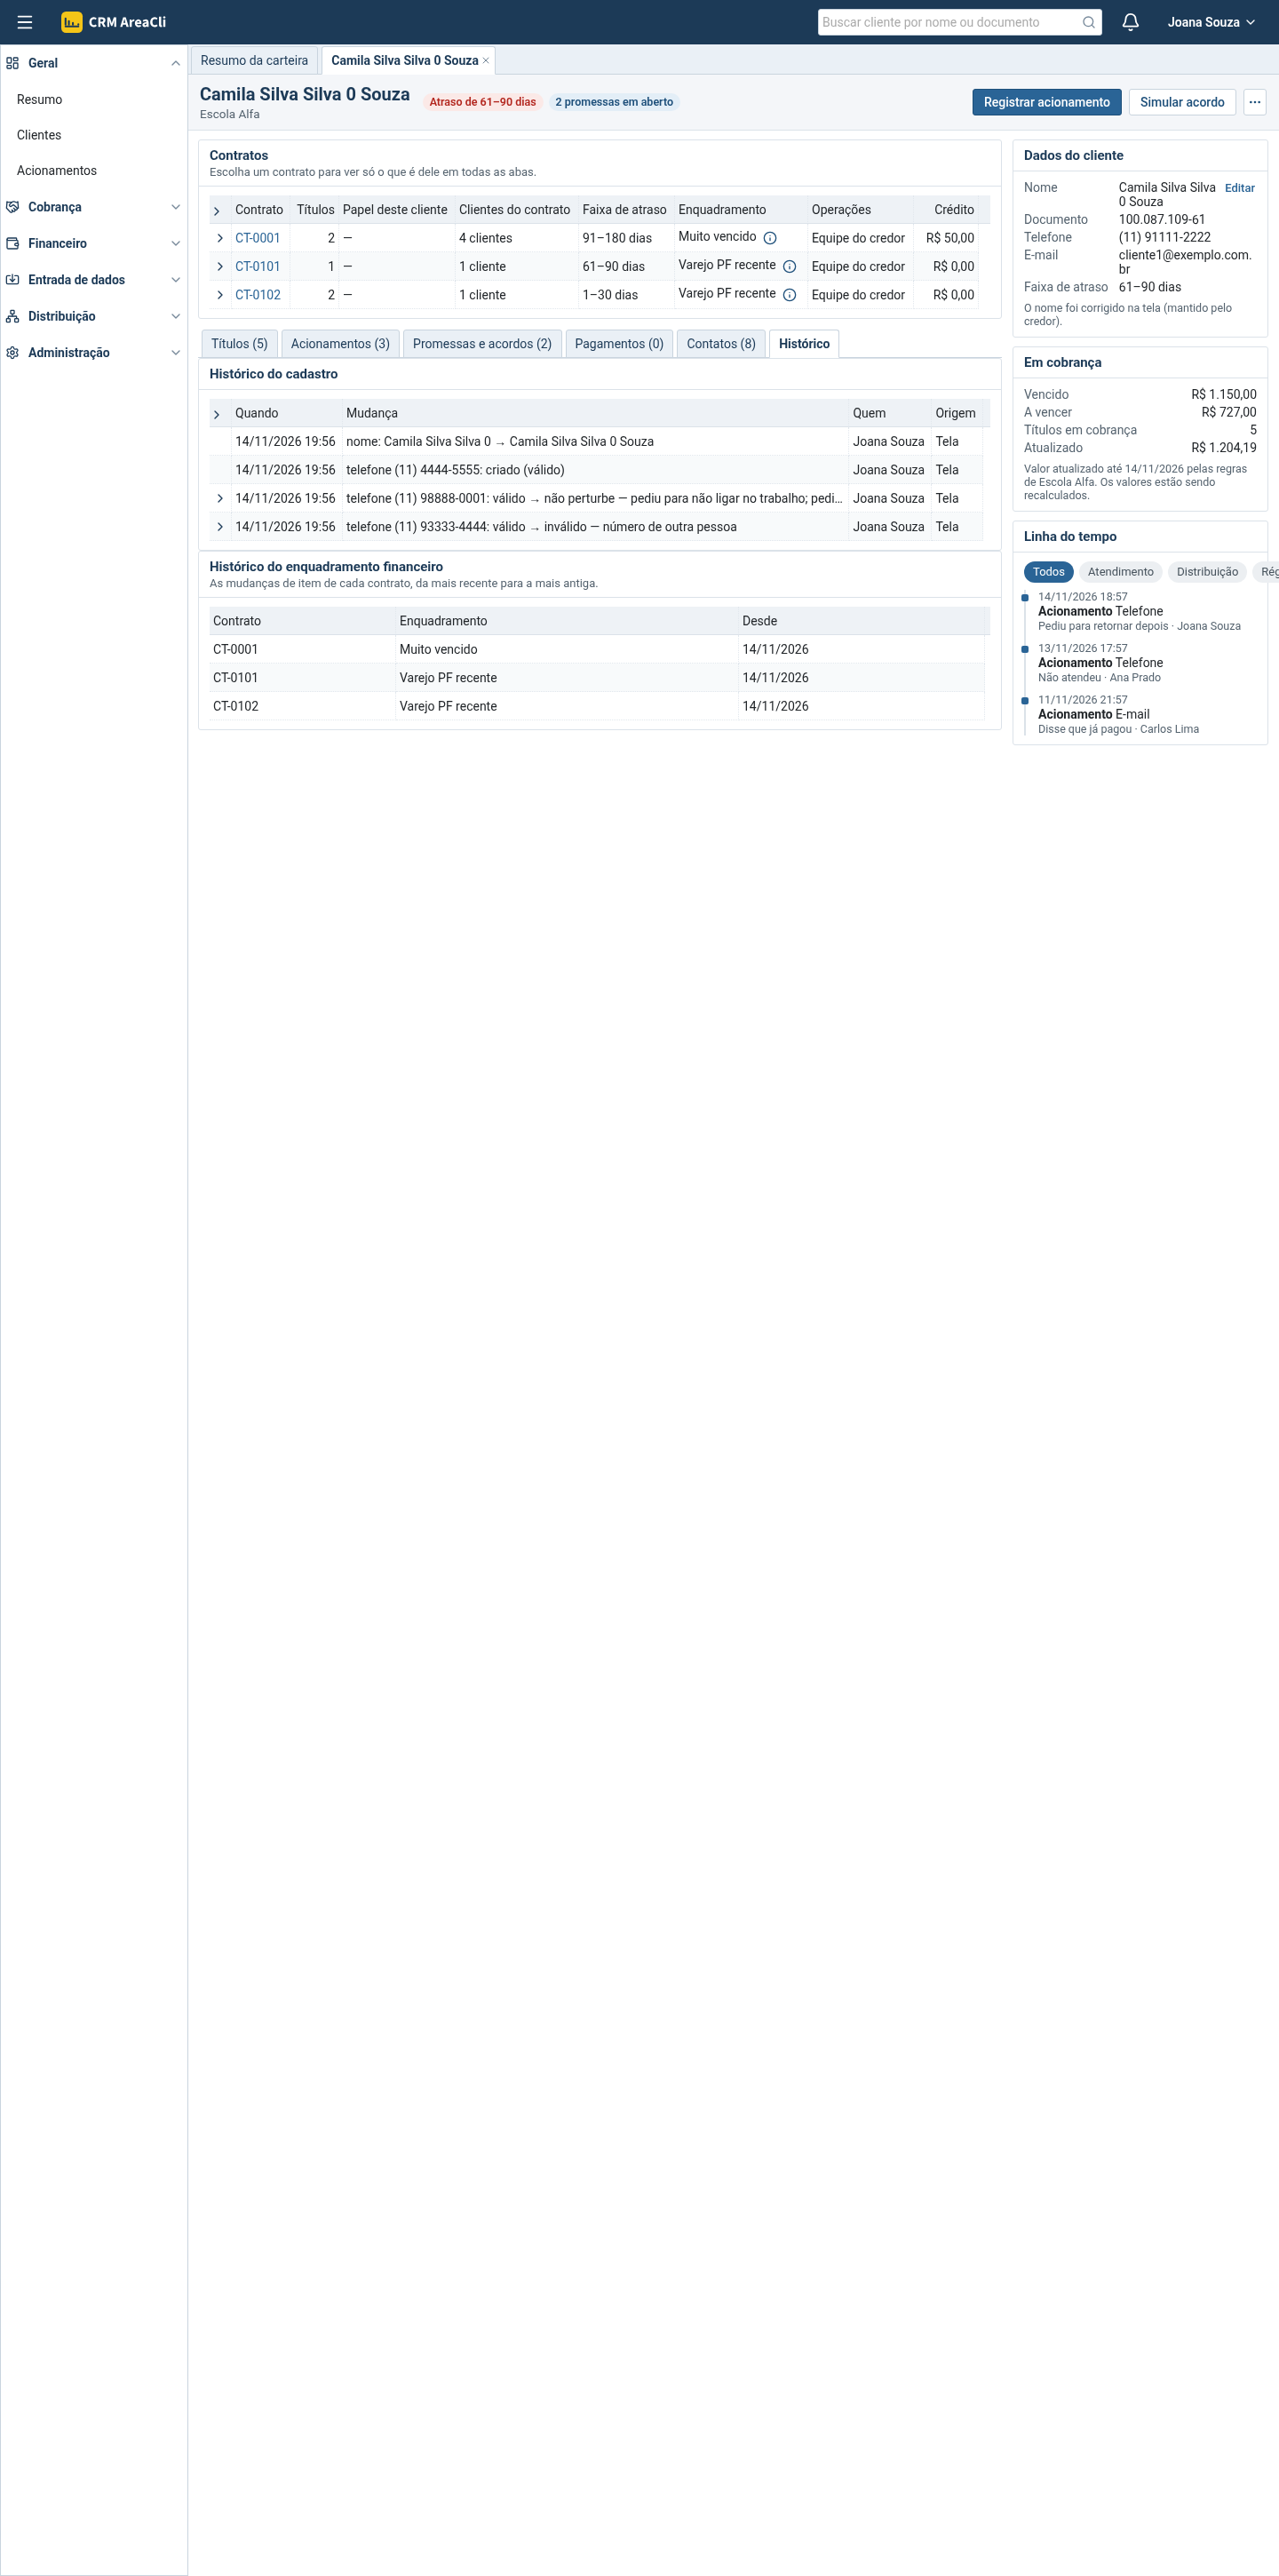 CRM AreaCli
Buscar cliente por nome ou documento
Joana Souza
Geral
Resumo
Clientes
Acionamentos
Cobrança
Financeiro
Entrada de dados
Distribuição
Administração
Resumo da carteira
Camila Silva Silva 0 Souza ×
Camila Silva Silva 0 Souza
Atraso de 61–90 dias
2 promessas em aberto
Escola Alfa
Registrar acionamento
Simular acordo
Contratos
Escolha um contrato para ver só o que é dele em todas as abas.
Contrato Títulos Papel deste cliente Clientes do contrato Faixa de atraso Enquadramento Operações Crédito
CT-0001 2 — 4 clientes 91–180 dias Muito vencido Equipe do credor R$ 50,00
CT-0101 1 — 1 cliente 61–90 dias Varejo PF recente Equipe do credor R$ 0,00
CT-0102 2 — 1 cliente 1–30 dias Varejo PF recente Equipe do credor R$ 0,00
Títulos (5) Acionamentos (3) Promessas e acordos (2) Pagamentos (0) Contatos (8) Histórico
Histórico do cadastro
Quando Mudança Quem Origem
14/11/2026 19:56 nome: Camila Silva Silva 0 → Camila Silva Silva 0 Souza Joana Souza Tela
14/11/2026 19:56 telefone (11) 4444-5555: criado (válido) Joana Souza Tela
14/11/2026 19:56 telefone (11) 98888-0001: válido → não perturbe — pediu para não ligar no trabalho; pedi… Joana Souza Tela
14/11/2026 19:56 telefone (11) 93333-4444: válido → inválido — número de outra pessoa Joana Souza Tela
Histórico do enquadramento financeiro
As mudanças de item de cada contrato, da mais recente para a mais antiga.
Contrato Enquadramento Desde
CT-0001 Muito vencido 14/11/2026
CT-0101 Varejo PF recente 14/11/2026
CT-0102 Varejo PF recente 14/11/2026
Dados do cliente
Nome Camila Silva Silva Editar
0 Souza
Documento 100.087.109-61
Telefone (11) 91111-2222
E-mail cliente1@exemplo.com.
br
Faixa de atraso 61–90 dias
O nome foi corrigido na tela (mantido pelo
credor).
Em cobrança
Vencido R$ 1.150,00
A vencer R$ 727,00
Títulos em cobrança 5
Atualizado R$ 1.204,19
Valor atualizado até 14/11/2026 pelas regras
de Escola Alfa. Os valores estão sendo
recalculados.
Linha do tempo
Todos Atendimento Distribuição Rég
14/11/2026 18:57
Acionamento Telefone
Pediu para retornar depois · Joana Souza
13/11/2026 17:57
Acionamento Telefone
Não atendeu · Ana Prado
11/11/2026 21:57
Acionamento E-mail
Disse que já pagou · Carlos Lima